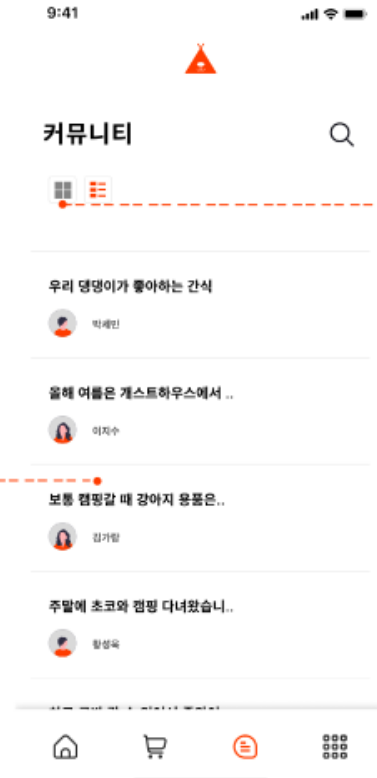 9:41
커뮤니티
우리 댕댕이가 좋아하는 간식
박세민
올해 여름은 개스트하우스에서 ..
이지수
보통 캠핑갈 때 강아지 용품은..
김가람
주말에 초코와 캠핑 다녀왔습니..
황성욱